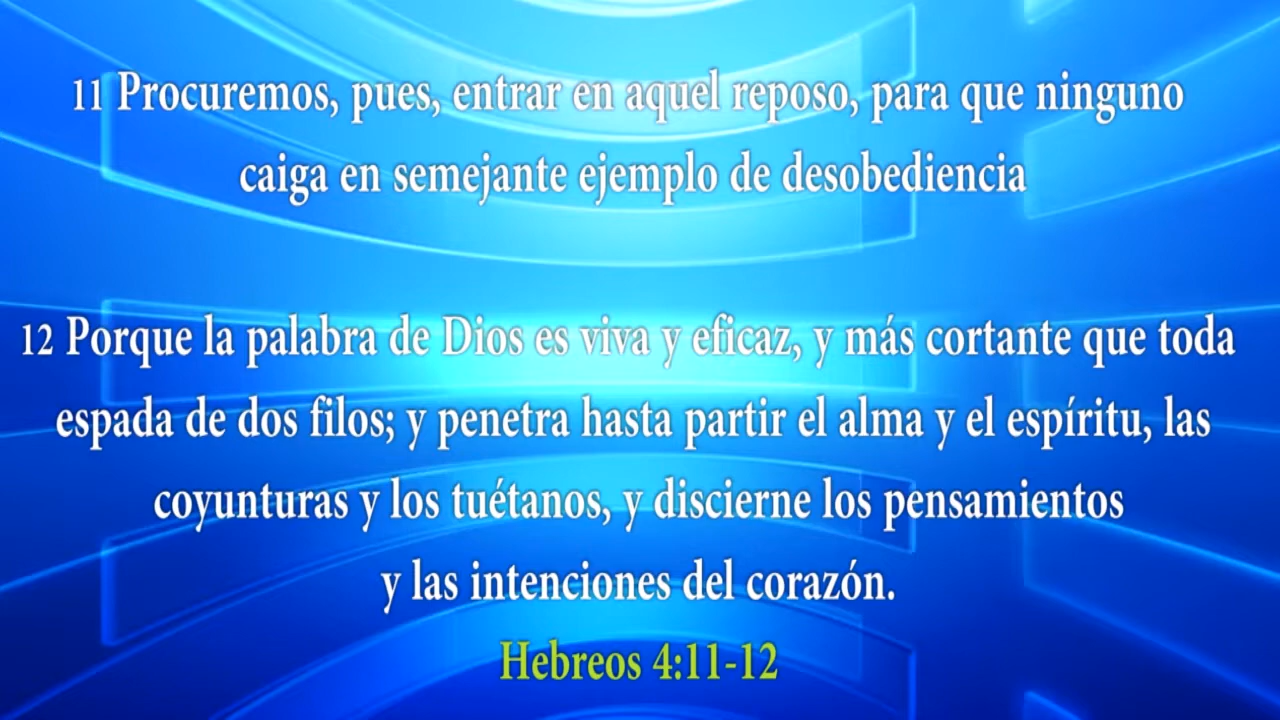 11 Procuremos, pues, entrar en aquel reposo, para que ninguno
caiga en semejante ejemplo de desobediencia
12 Porque la palabra de Dios es viva y eficaz, y más cortante que toda
espada de dos filos; y penetra hasta partir el alma y el espíritu, las
coyunturas y los tuétanos, y discierne los pensamientos
y las intenciones del corazón.
Hebreos 4:11-12